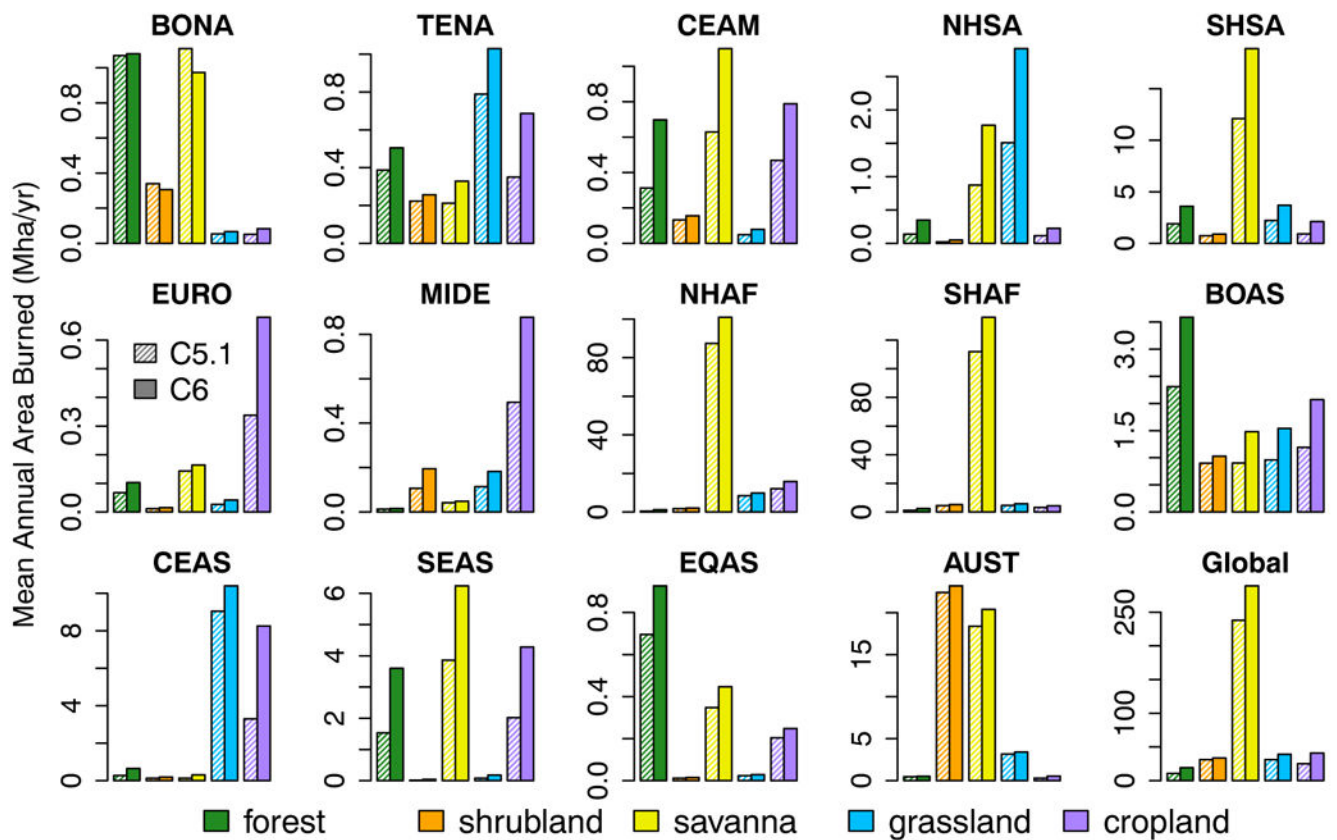 Mean Annual Area Burned (Mha/yr)
BONA
0.0 0.4 0.8
TENA
0.0 0.4 0.8
CEAM
0.0 0.4 0.8
NHSA
0.0 1.0 2.0
SHSA
0 5 10
EURO
0.0 0.3 0.6
C5.1
C6
MIDE
0.0 0.4 0.8
NHAF
0 40 80
SHAF
0 40 80
BOAS
0.0 1.5 3.0
CEAS
0 4 8
SEAS
0 2 4 6
EQAS
0.0 0.4 0.8
AUST
0 5 15
Global
0 100 250
forest shrubland savanna grassland cropland